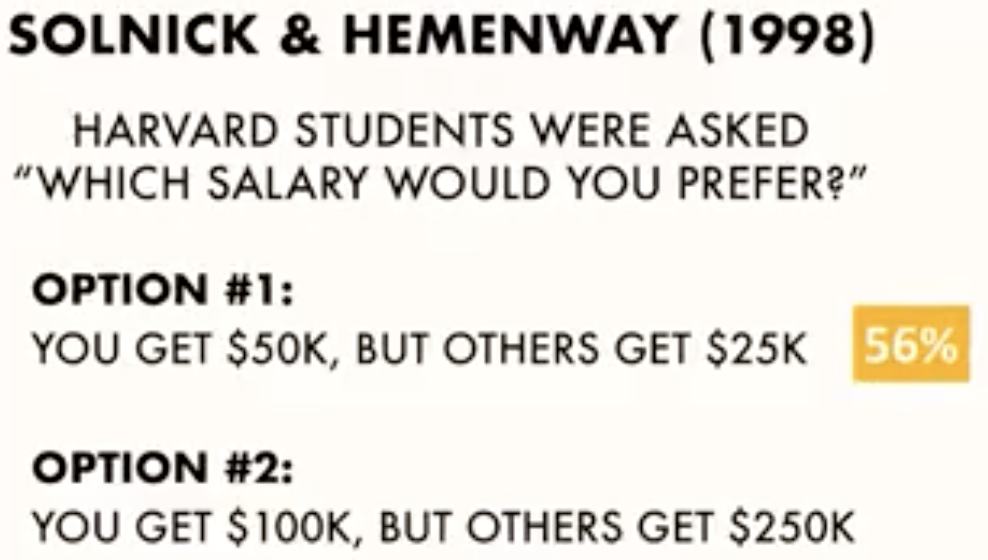 SOLNICK & HEMENWAY (1998)
HARVARD STUDENTS WERE ASKED
“WHICH SALARY WOULD YOU PREFER?”
OPTION #1:
YOU GET $50K, BUT OTHERS GET $25K
56%
OPTION #2:
YOU GET $100K, BUT OTHERS GET $250K